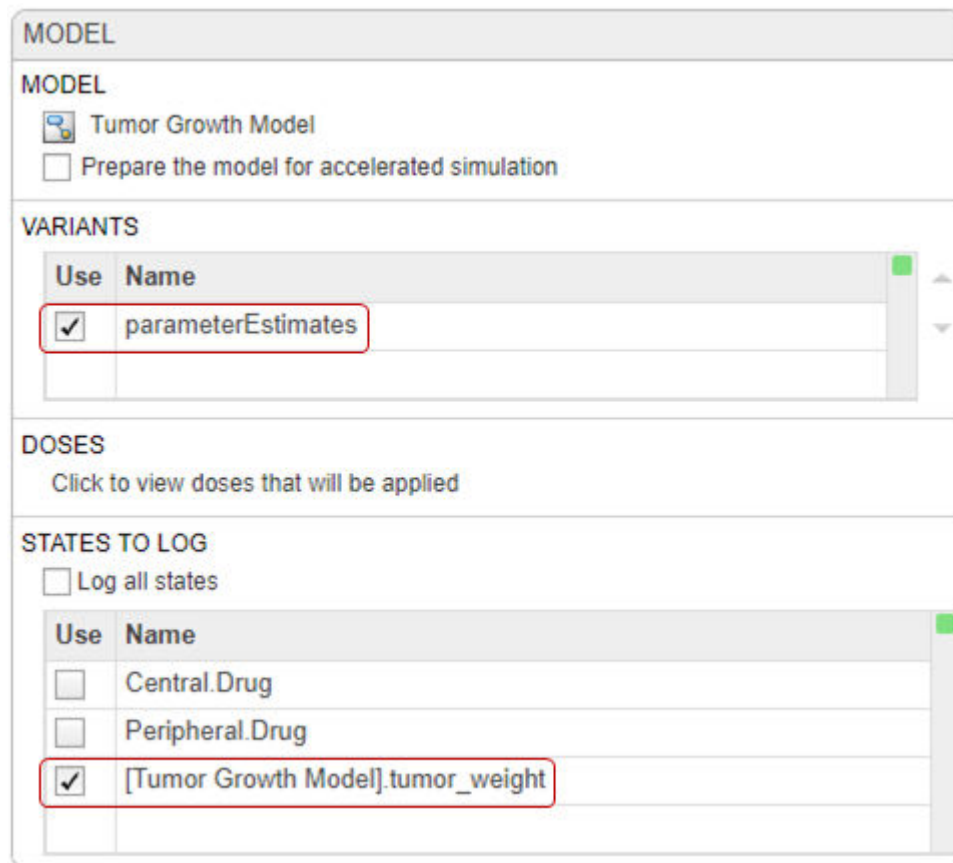 MODEL
MODEL
Tumor Growth Model
Prepare the model for accelerated simulation
VARIANTS
Use Name
parameterEstimates
DOSES
Click to view doses that will be applied
STATES TO LOG
Log all states
Use Name
Central.Drug
Peripheral.Drug
[Tumor Growth Model].tumor_weight